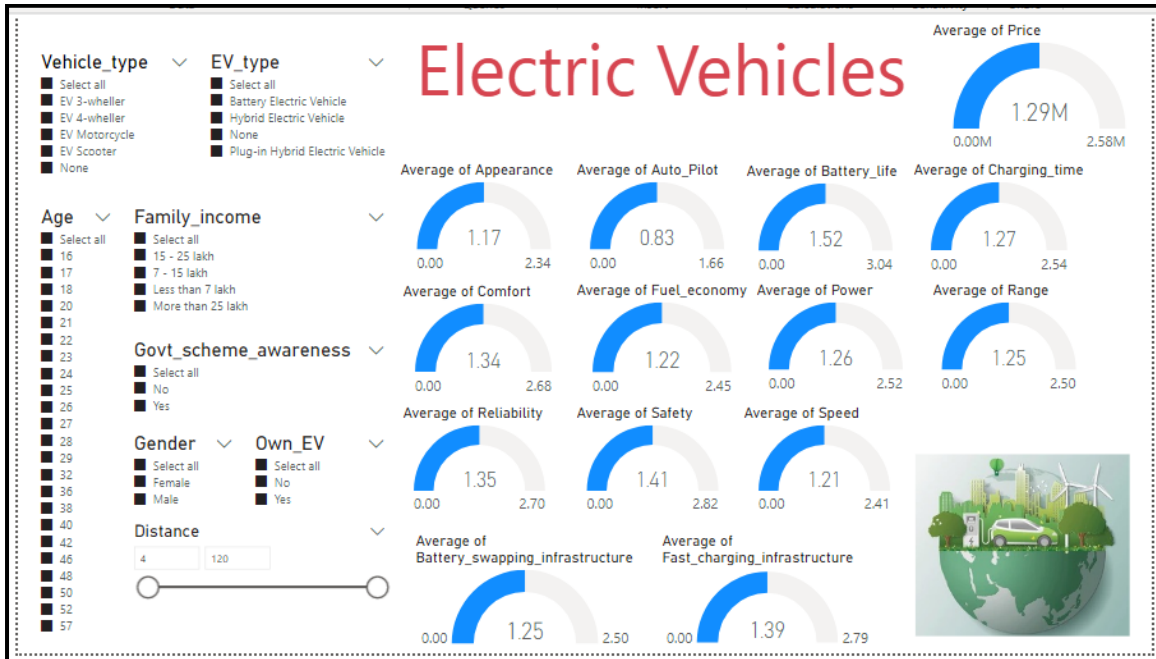 Electric Vehicles
Average of Price
1.29M
0.00M 2.58M
Vehicle_type
Select all
EV 3-wheller
EV 4-wheller
EV Motorcycle
EV Scooter
None
EV_type
Select all
Battery Electric Vehicle
Hybrid Electric Vehicle
None
Plug-in Hybrid Electric Vehicle
Age
Select all
16
17
18
20
21
22
23
24
25
26
27
28
29
32
36
38
40
42
46
48
50
52
57
Family_income
Select all
15 - 25 lakh
7 - 15 lakh
Less than 7 lakh
More than 25 lakh
Govt_scheme_awareness
Select all
No
Yes
Gender
Select all
Female
Male
Own_EV
Select all
No
Yes
Distance
4 120
Average of Appearance
1.17
0.00 2.34
Average of Auto_Pilot
0.83
0.00 1.66
Average of Battery_life
1.52
0.00 3.04
Average of Charging_time
1.27
0.00 2.54
Average of Comfort
1.34
0.00 2.68
Average of Fuel_economy
1.22
0.00 2.45
Average of Power
1.26
0.00 2.52
Average of Range
1.25
0.00 2.50
Average of Reliability
1.35
0.00 2.70
Average of Safety
1.41
0.00 2.82
Average of Speed
1.21
0.00 2.41
Average of
Battery_swapping_infrastructure
1.25
0.00 2.50
Average of
Fast_charging_infrastructure
1.39
0.00 2.79